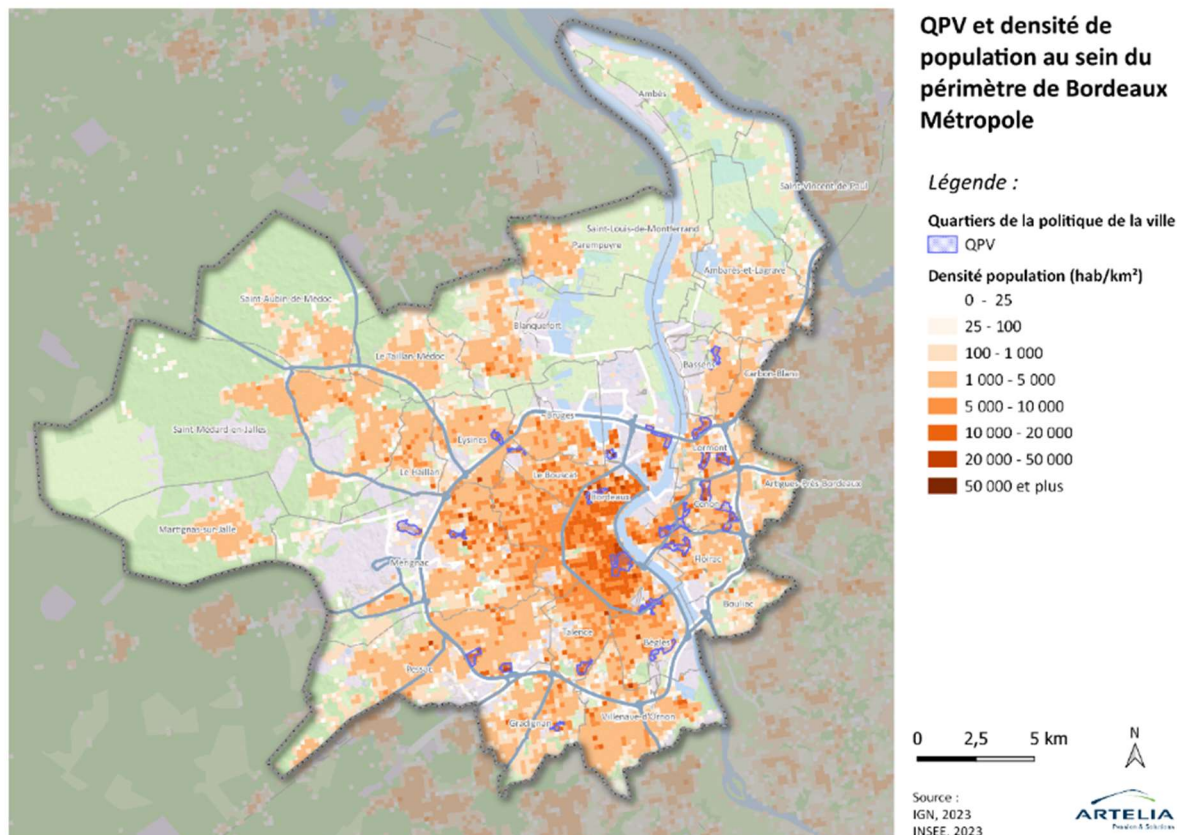 QPV et densité de
population au sein du
périmètre de Bordeaux
Métropole
Légende :
Quartiers de la politique de la ville
QPV
Densité population (hab/km²)
0 - 25
25 - 100
100 - 1 000
1 000 - 5 000
5 000 - 10 000
10 000 - 20 000
20 000 - 50 000
50 000 et plus
0 2,5 5 km
N
Source :
IGN, 2023
INSEE, 2023
ARTELIA
Passion & Solutions
Ambès
Saint-Vincent-de-Paul
Saint-Louis-de-Montferrand
Parempuyre
Ambarès-et-Lagrave
Saint-Aubin-de-Médoc
Blanquefort
Le Taillan-Médoc
Bassens
Carbon-Blanc
Saint-Médard-en-Jalles
Bruges
Eysines
Lormont
Le Haillan
Le Bouscat
Artigues-Près-Bordeaux
Bordeaux
Cenon
Martignas-sur-Jalle
Mérignac
Floirac
Bouliac
Talence
Bègles
Pessac
Gradignan
Villenave-d'Ornon